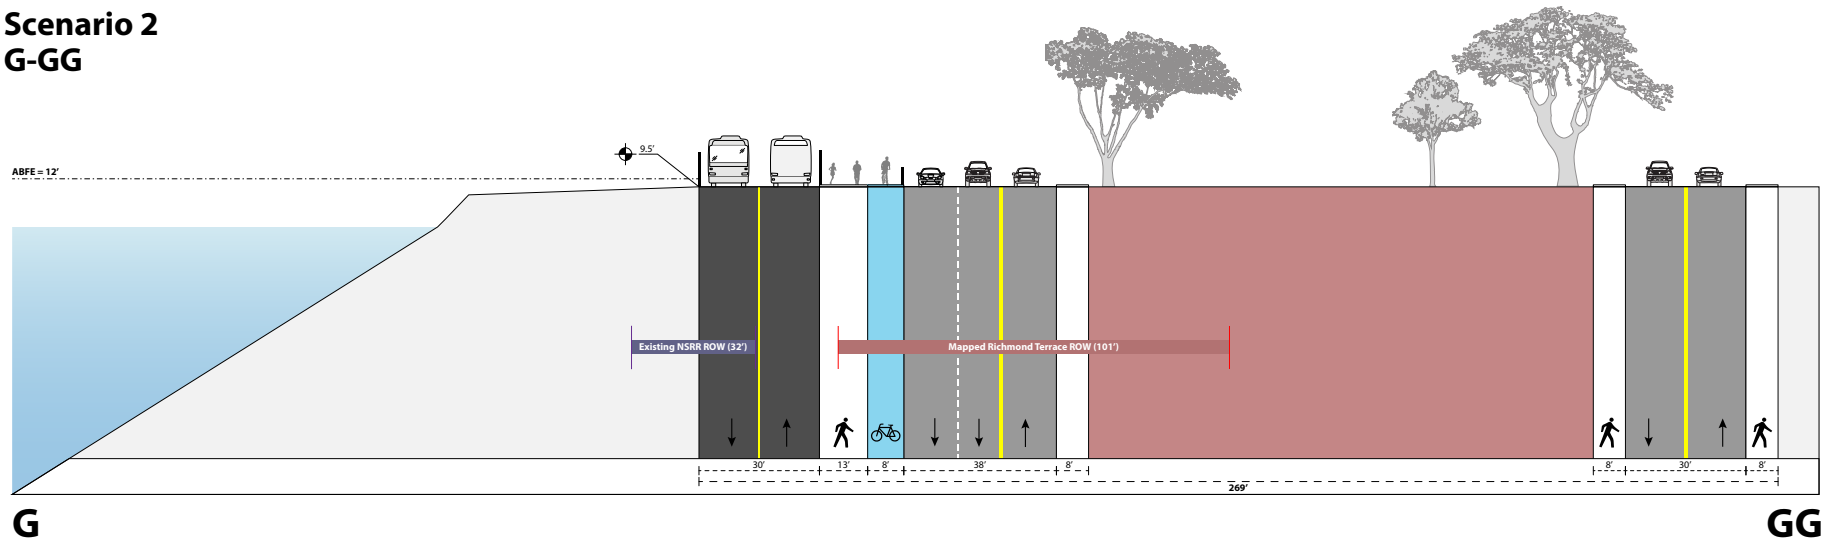 Scenario 2
G-GG
ABFE = 12'
9.5'
Existing NSRR ROW (32')
Mapped Richmond Terrace ROW (101')
30'
13'
8'
38'
8'
8'
30'
8'
269'
G
GG